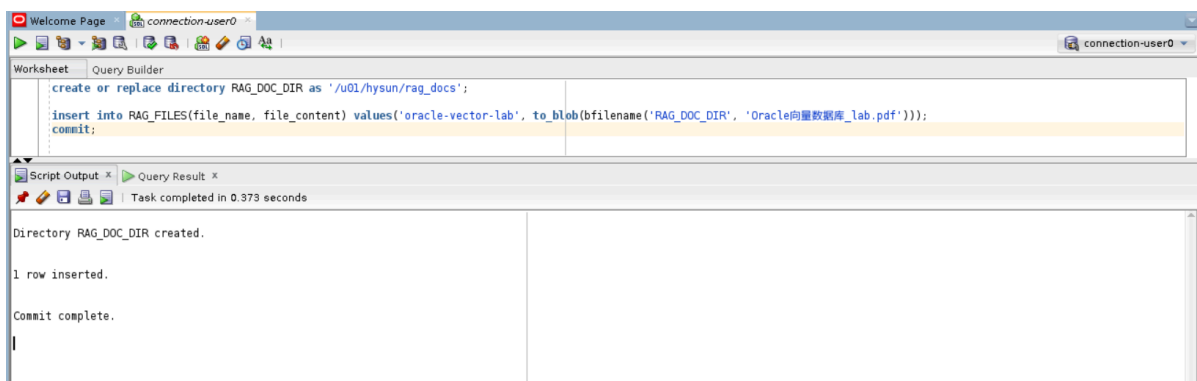 Welcome Page
connection-user0
connection-user0
Worksheet Query Builder
create or replace directory RAG_DOC_DIR as '/u01/hysun/rag_docs';
insert into RAG_FILES(file_name, file_content) values('oracle-vector-lab', to_blob(bfilename('RAG_DOC_DIR', 'Oracle向量数据库_lab.pdf')));
commit;
Script Output Query Result
Task completed in 0.373 seconds
Directory RAG_DOC_DIR created.
1 row inserted.
Commit complete.